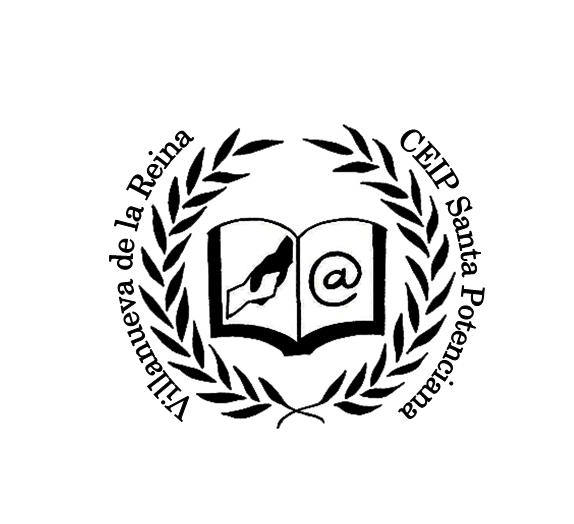 Villanueva de la Reina
CEIP Santa Potenciana
@